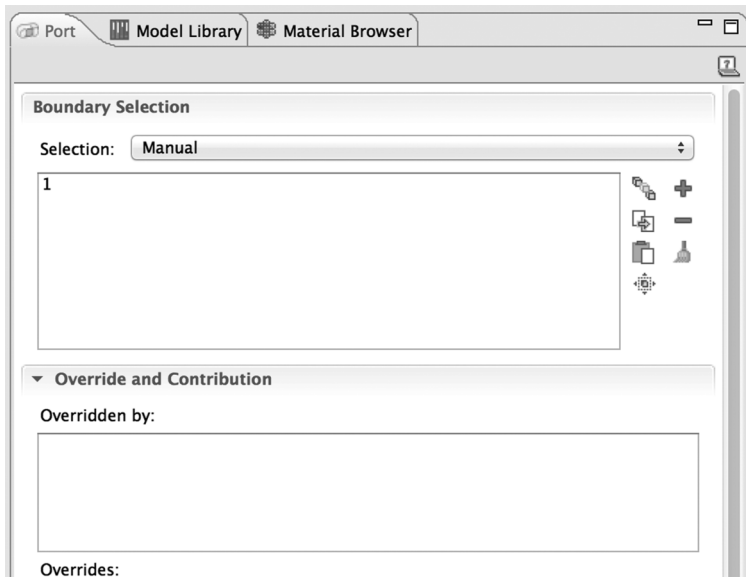 Port Model Library Material Browser
Boundary Selection
Selection: Manual
1
Override and Contribution
Overridden by:
Overrides: